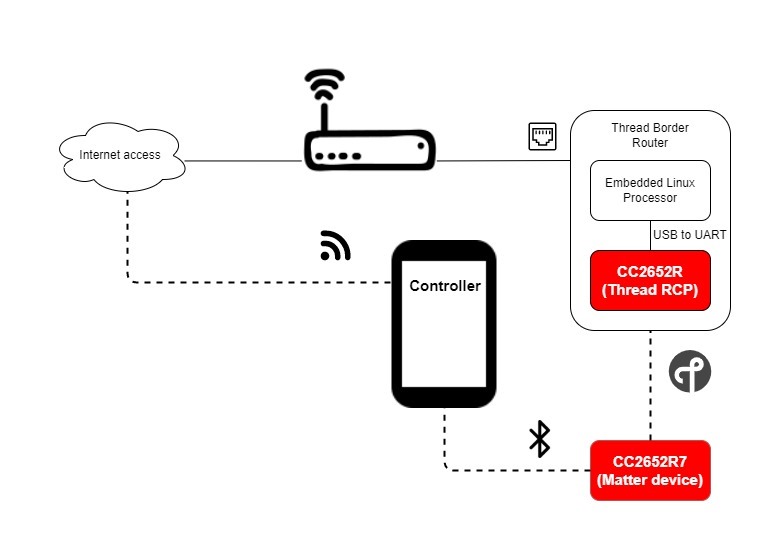 Thread Border
Router
Internet access
Embedded Linux
Processor
USB to UART
CC2652R
(Thread RCP)
Controller
CC2652R7
(Matter device)